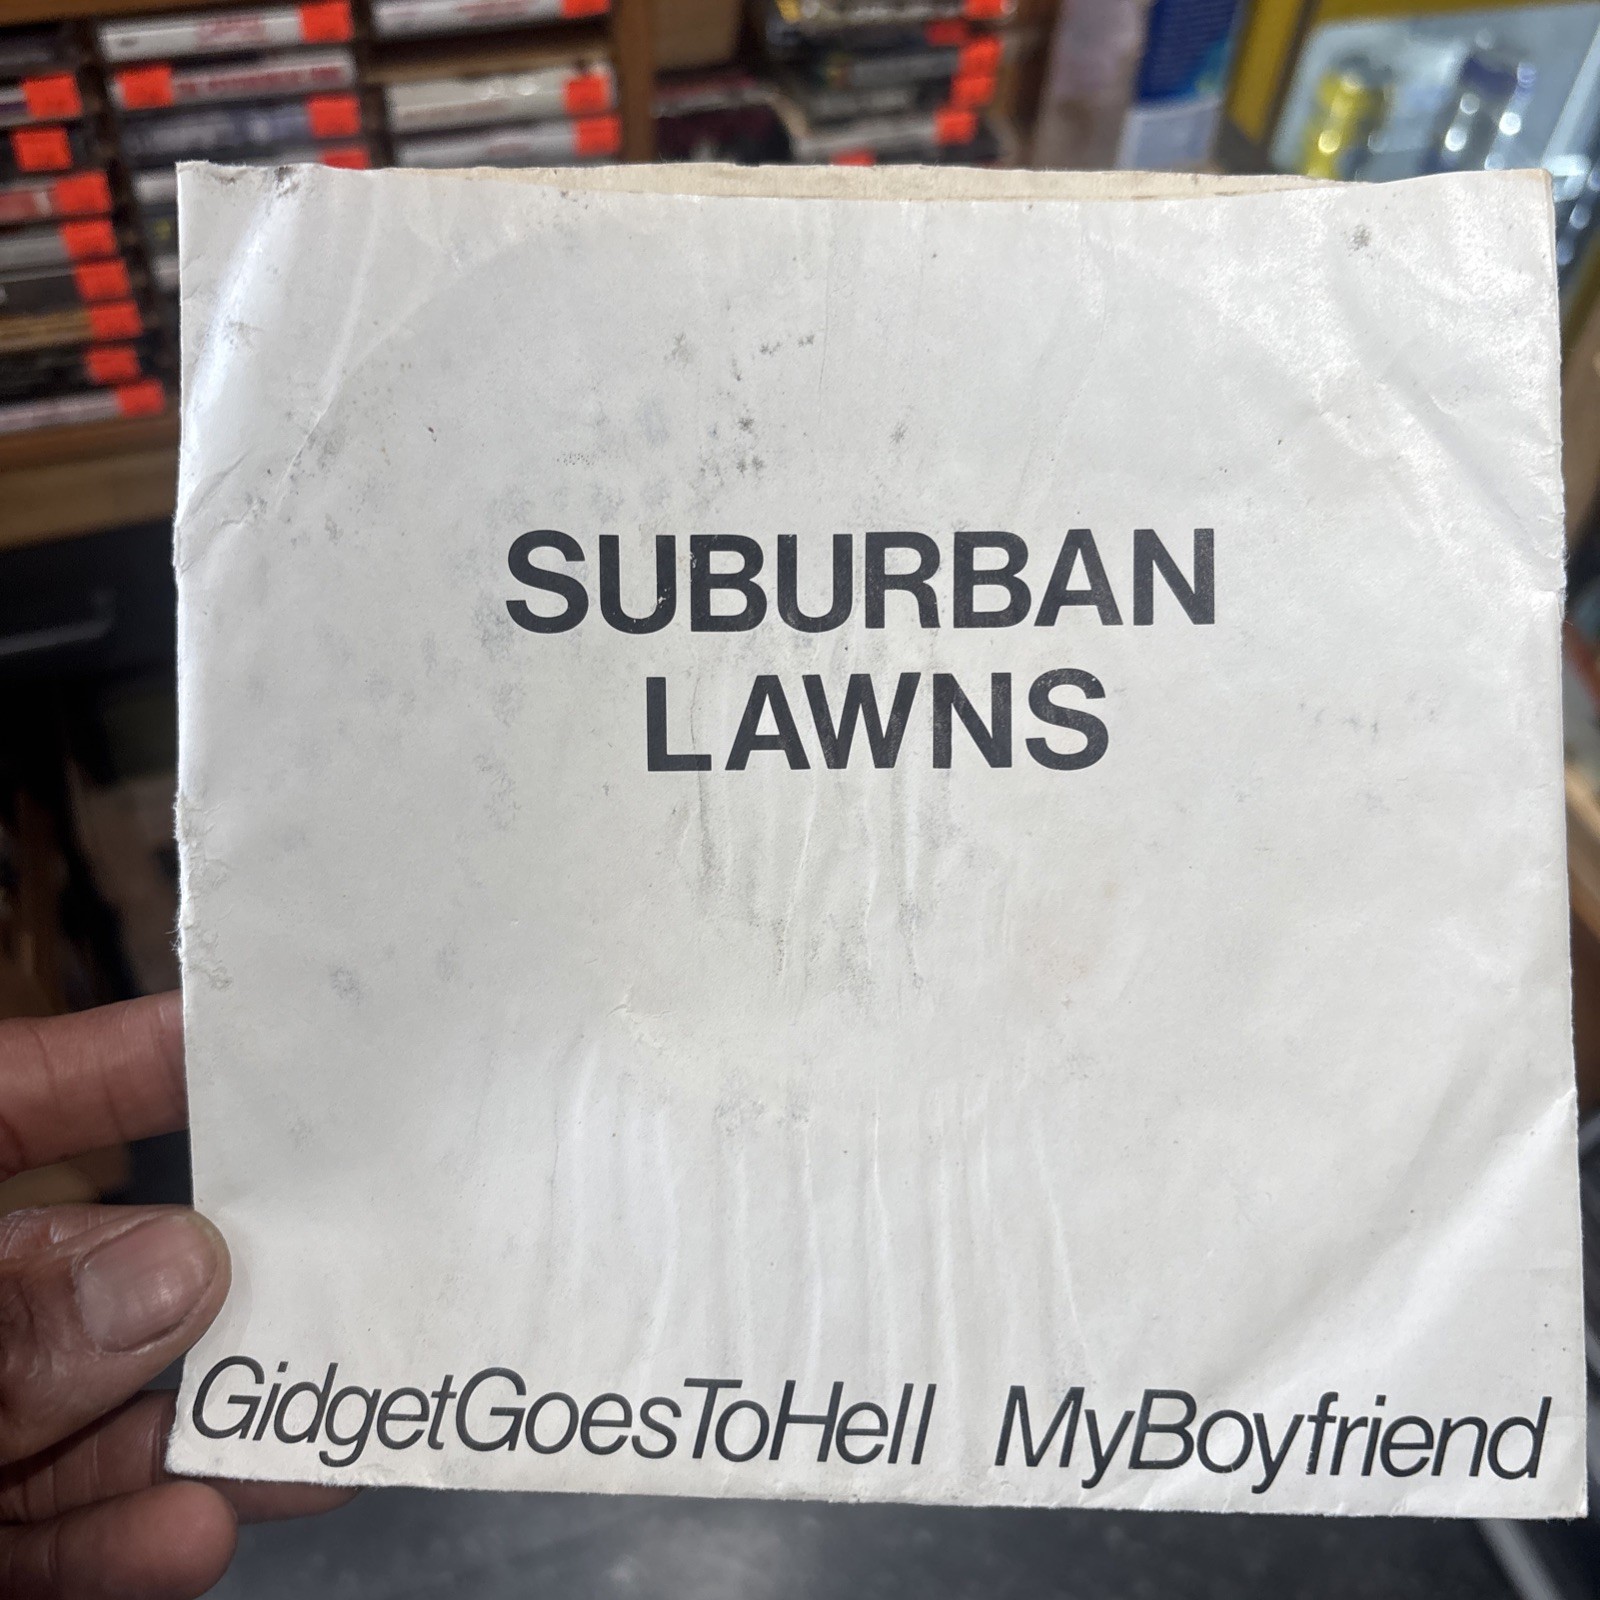 SUBURBAN
LAWNS
GidgetGoesToHell MyBoyfriend